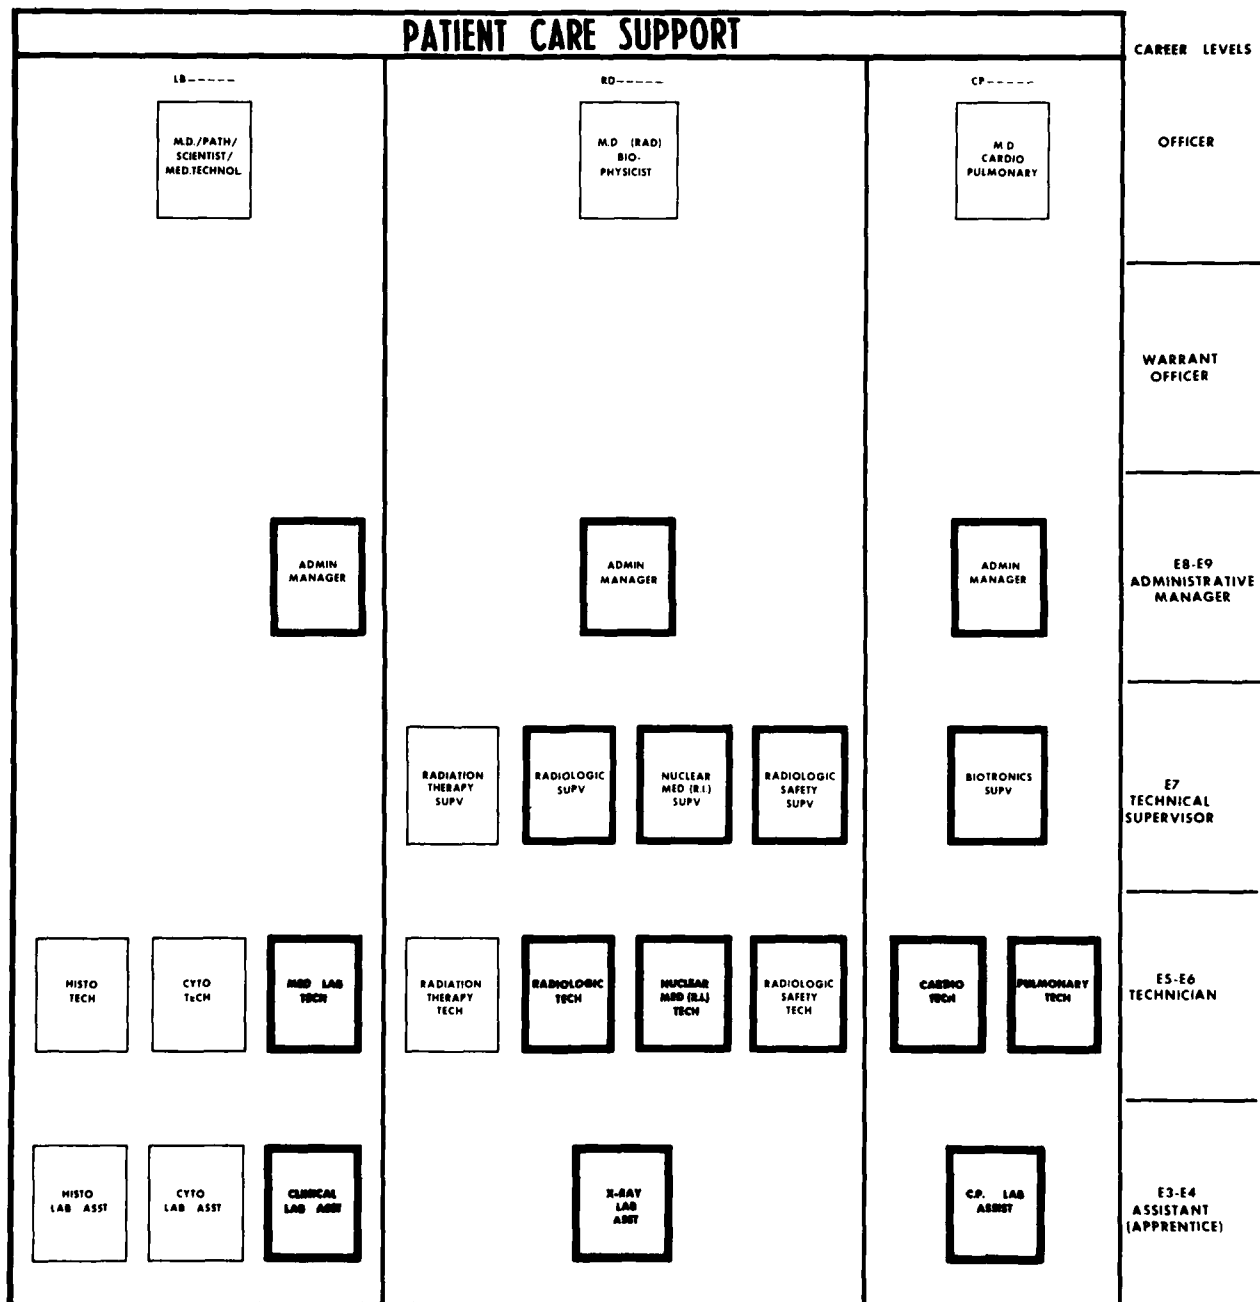 PATIENT CARE SUPPORT
CAREER LEVELS
LB-----
RD-----
CP-----
M.D./PATH/
SCIENTIST/
MED.TECHNOL.
M.D (RAD)
BIO-
PHYSICIST
M D
CARDIO
PULMONARY
OFFICER
WARRANT
OFFICER
ADMIN
MANAGER
ADMIN
MANAGER
ADMIN
MANAGER
E8-E9
ADMINISTRATIVE
MANAGER
RADIATION
THERAPY
SUPV
RADIOLOGIC
SUPV
NUCLEAR
MED (R.I.)
SUPV
RADIOLOGIC
SAFETY
SUPV
BIOTRONICS
SUPV
E7
TECHNICAL
SUPERVISOR
HISTO
TECH
CYTO
TECH
MED LAB
TECH
RADIATION
THERAPY
TECH
RADIOLOGIC
TECH
NUCLEAR
MED (R.I.)
TECH
RADIOLOGIC
SAFETY
TECH
CARDIO
TECH
PULMONARY
TECH
E5-E6
TECHNICIAN
HISTO
LAB ASST
CYTO
LAB ASST
CLINICAL
LAB ASST
X-RAY
LAB
ASST
C.P. LAB
ASSIST
E3-E4
ASSISTANT
(APPRENTICE)